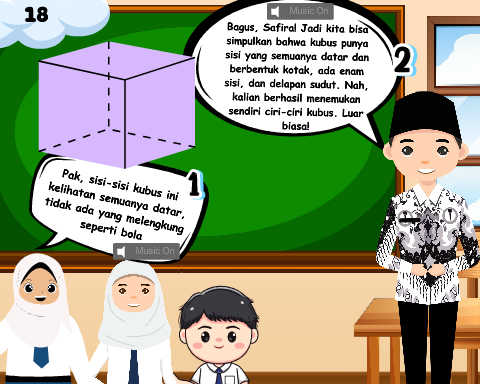 18
Music On
Bagus, Safira! Jadi kita bisa
simpulkan bahwa kubus punya
sisi yang semuanya datar dan
berbentuk kotak, ada enam
sisi, dan delapan sudut. Nah,
kalian berhasil menemukan
sendiri ciri-ciri kubus. Luar
biasa!
2
1
Pak, sisi-sisi kubus ini
kelihatan semuanya datar,
tidak ada yang melengkung
seperti bola
Music On